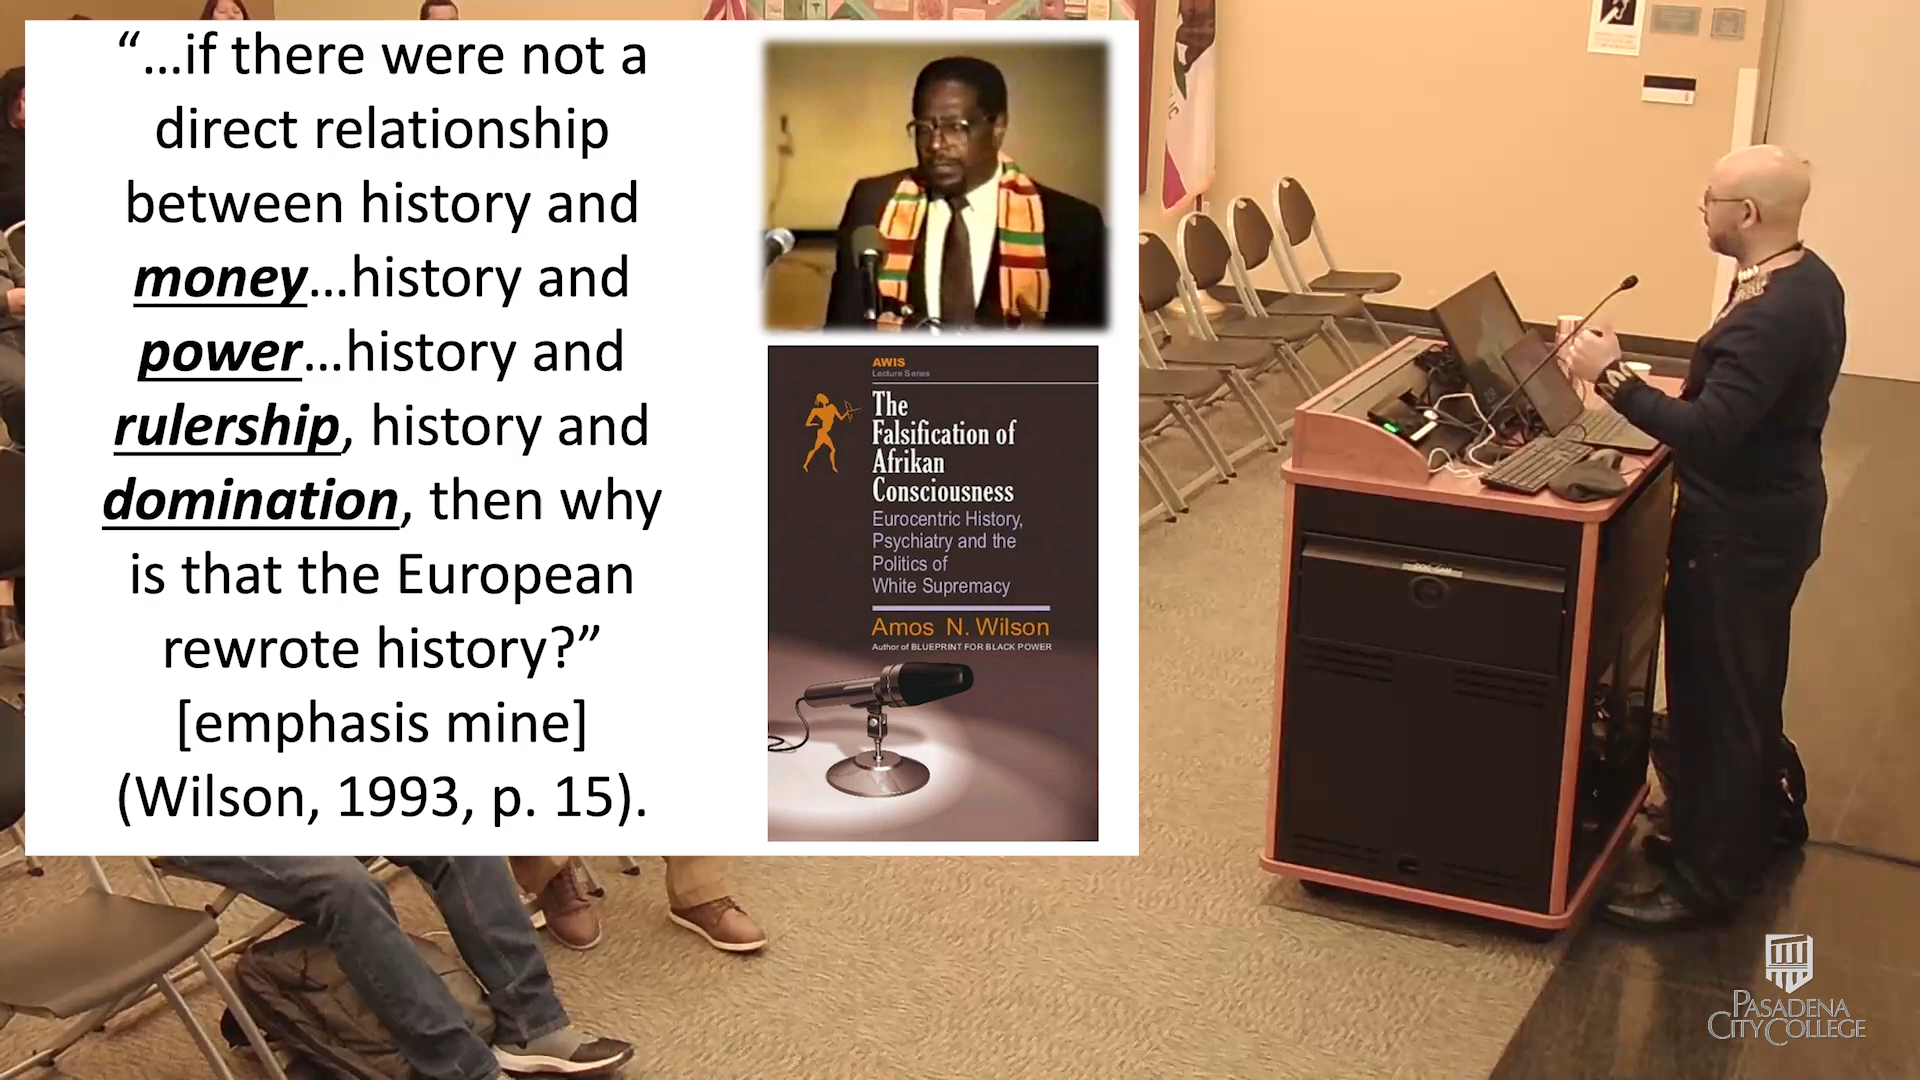 “...if there were not a
direct relationship
between history and
money...history and
power...history and
rulership, history and
domination, then why
is that the European
rewrote history?”
[emphasis mine]
(Wilson, 1993, p. 15).
AWIS
Lecture Series
The
Falsification of
Afrikan
Consciousness
Eurocentric History,
Psychiatry and the
Politics of
White Supremacy
Amos N. Wilson
Author of BLUEPRINT FOR BLACK POWER
DOC CAM
PASADENA
CITY COLLEGE